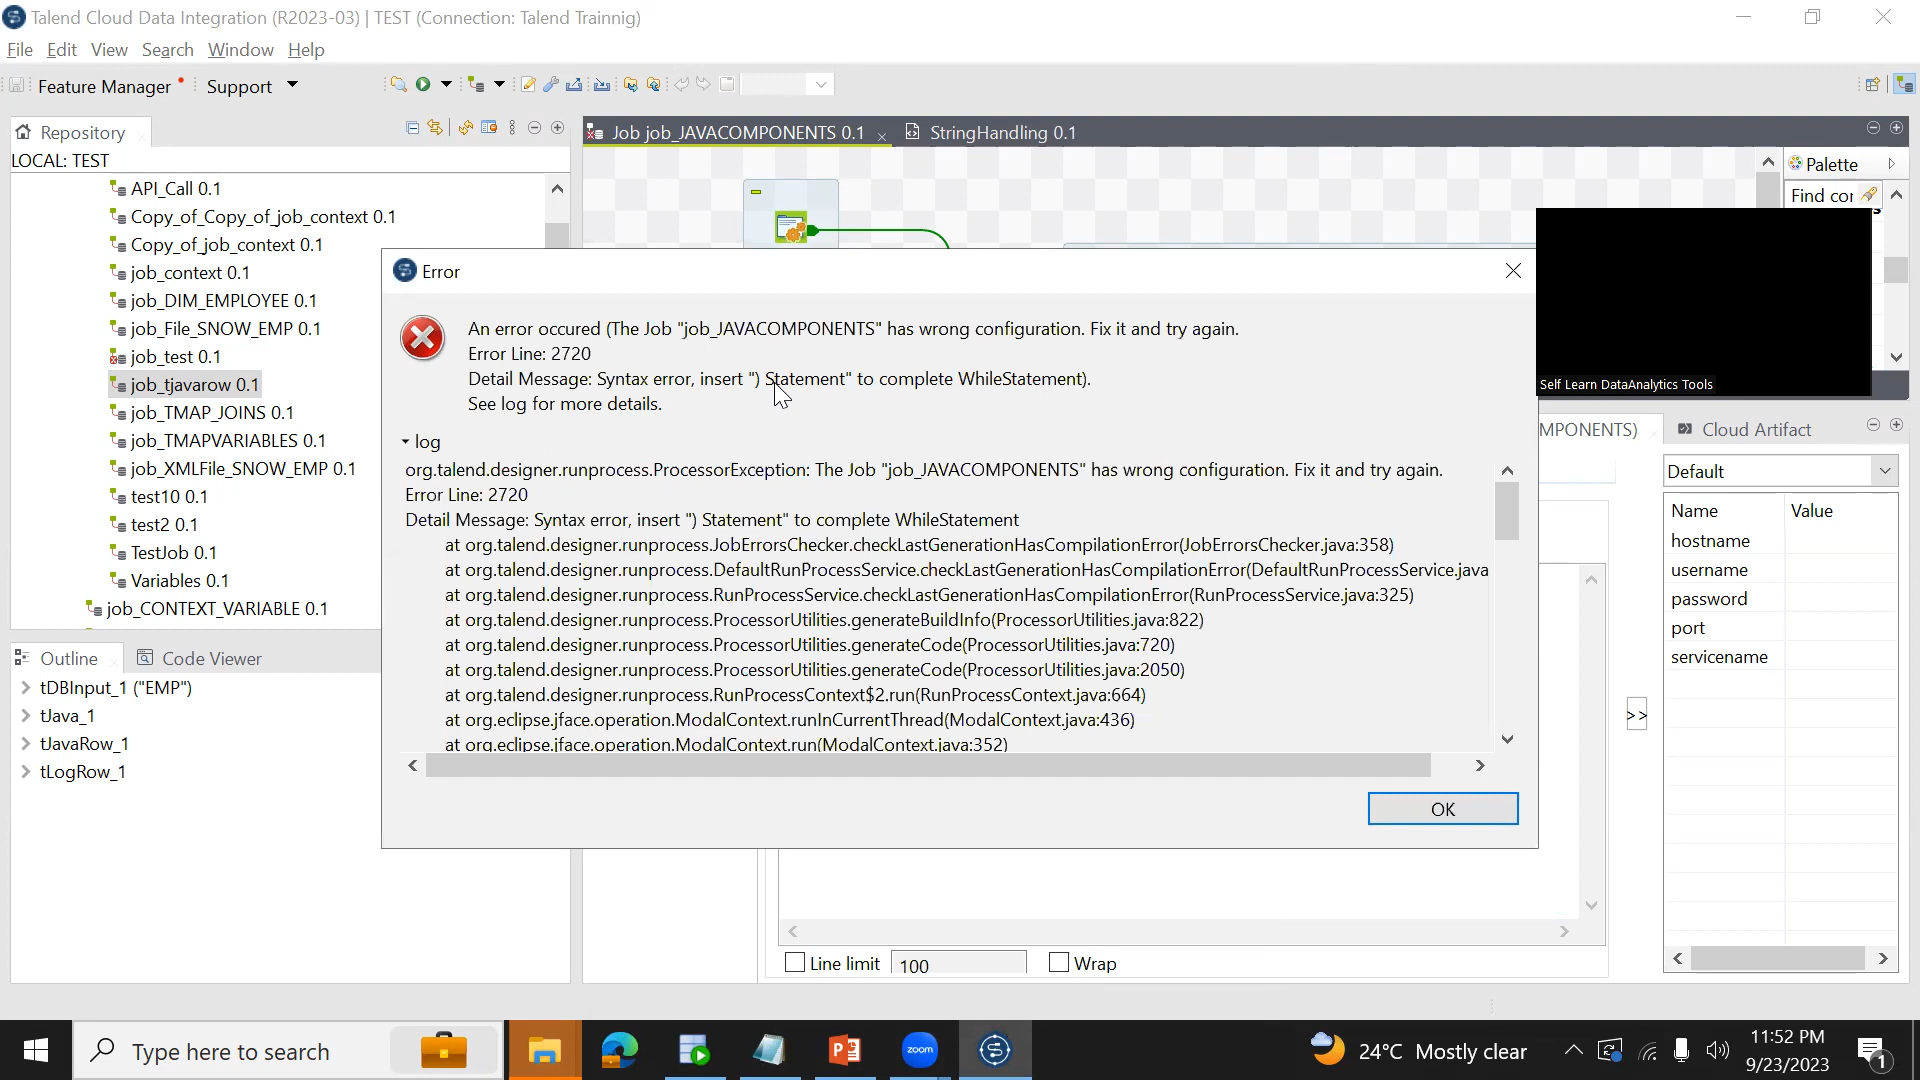 Talend Cloud Data Integration (R2023-03) | TEST (Connection: Talend Trainnig)
File Edit View Search Window Help
Feature Manager Support
Repository
LOCAL: TEST
API_Call 0.1
Copy_of_Copy_of_job_context 0.1
Copy_of_job_context 0.1
job_context 0.1
job_DIM_EMPLOYEE 0.1
job_File_SNOW_EMP 0.1
job_test 0.1
job_tjavarow 0.1
job_TMAP_JOINS 0.1
job_TMAPVARIABLES 0.1
job_XMLFile_SNOW_EMP 0.1
test10 0.1
test2 0.1
TestJob 0.1
Variables 0.1
job_CONTEXT_VARIABLE 0.1
Outline Code Viewer
tDBInput_1 ("EMP")
tJava_1
tJavaRow_1
tLogRow_1
Job job_JAVACOMPONENTS 0.1 StringHandling 0.1
Palette
Find cor
Self Learn DataAnalytics Tools
Error
An error occured (The Job "job_JAVACOMPONENTS" has wrong configuration. Fix it and try again.
Error Line: 2720
Detail Message: Syntax error, insert ") Statement" to complete WhileStatement).
See log for more details.
log
org.talend.designer.runprocess.ProcessorException: The Job "job_JAVACOMPONENTS" has wrong configuration. Fix it and try again.
Error Line: 2720
Detail Message: Syntax error, insert ") Statement" to complete WhileStatement
at org.talend.designer.runprocess.JobErrorsChecker.checkLastGenerationHasCompilationError(JobErrorsChecker.java:358)
at org.talend.designer.runprocess.DefaultRunProcessService.checkLastGenerationHasCompilationError(DefaultRunProcessService.java
at org.talend.designer.runprocess.RunProcessService.checkLastGenerationHasCompilationError(RunProcessService.java:325)
at org.talend.designer.runprocess.ProcessorUtilities.generateBuildInfo(ProcessorUtilities.java:822)
at org.talend.designer.runprocess.ProcessorUtilities.generateCode(ProcessorUtilities.java:720)
at org.talend.designer.runprocess.ProcessorUtilities.generateCode(ProcessorUtilities.java:2050)
at org.talend.designer.runprocess.RunProcessContext$2.run(RunProcessContext.java:664)
at org.eclipse.jface.operation.ModalContext.runInCurrentThread(ModalContext.java:436)
at org.eclipse.jface.operation.ModalContext.run(ModalContext.java:352)
OK
MPONENTS) Cloud Artifact
Default
Name Value
hostname
username
password
port
servicename
>>
Line limit 100 Wrap
Type here to search
zoom
24°C Mostly clear
11:52 PM
9/23/2023
1